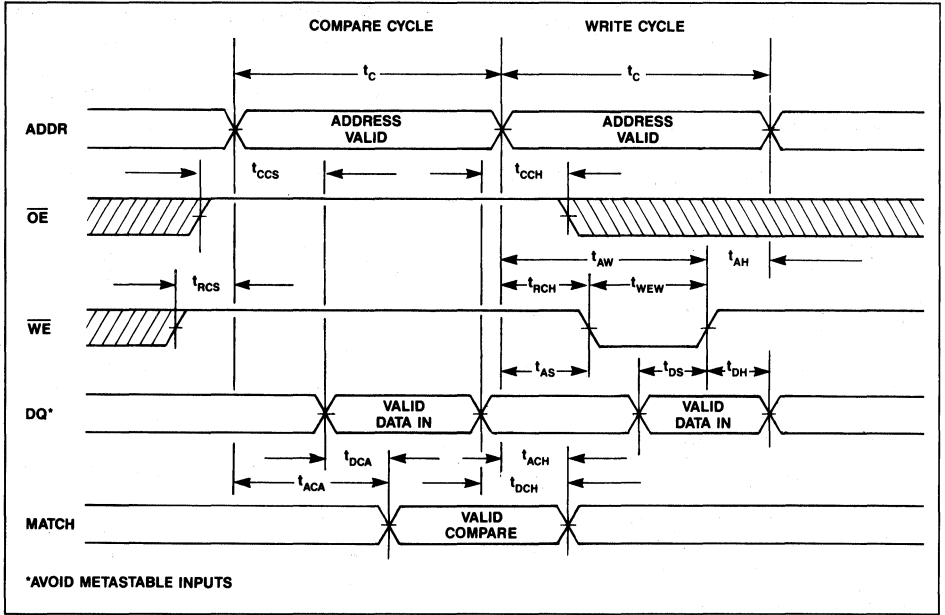 COMPARE CYCLE WRITE CYCLE
tC tC
ADDR ADDRESS VALID ADDRESS VALID
tCCS tCCH
OE
tAW tAH
tRCS tRCH tWEW
WE
tAS tDS tDH
DQ* VALID DATA IN VALID DATA IN
tDCA tACH
tACA tDCH
MATCH VALID COMPARE
*AVOID METASTABLE INPUTS